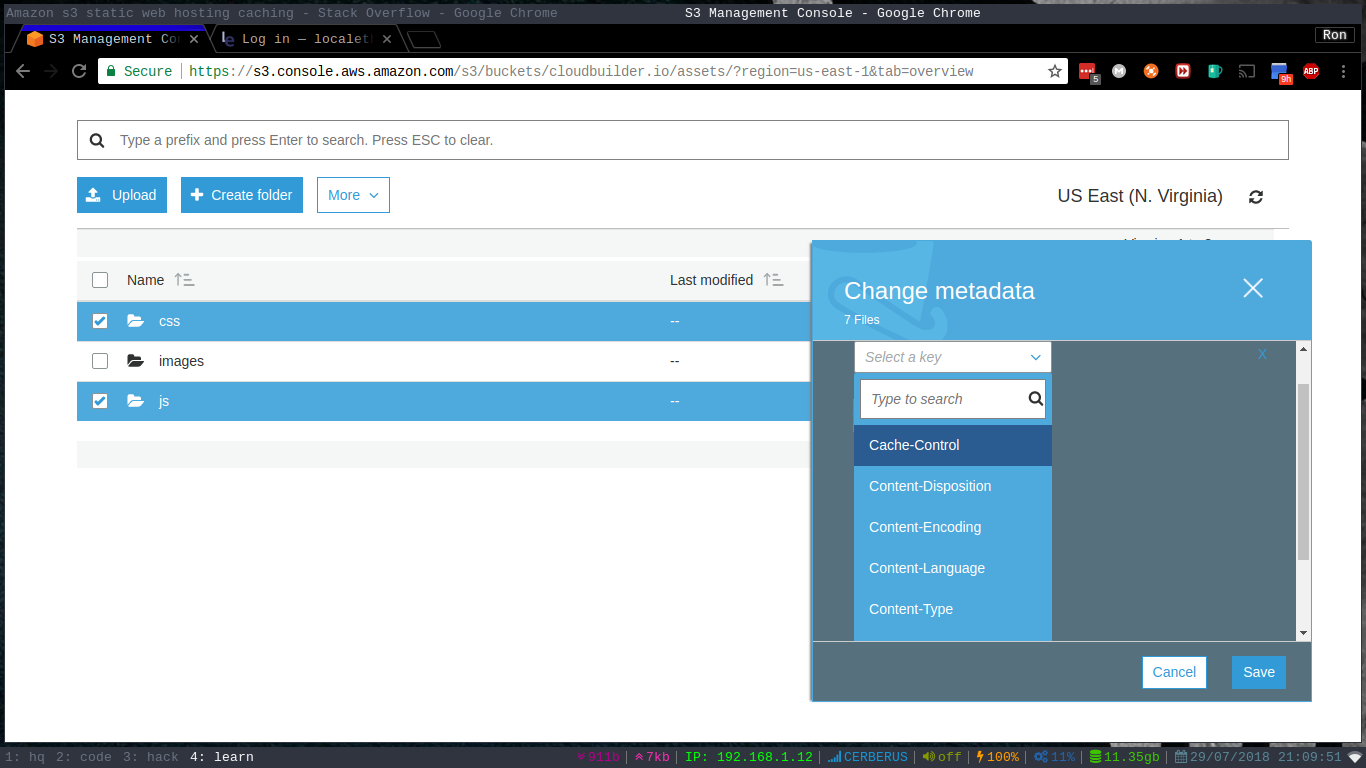 Amazon s3 static web hosting caching - Stack Overflow - Google Chrome
S3 Management Console - Google Chrome
S3 Management Co
Log in — localet
Ron
Secure
https://s3.console.aws.amazon.com/s3/buckets/cloudbuilder.io/assets/?region=us-east-1&tab=overview
5
M
9h
ABP
Type a prefix and press Enter to search. Press ESC to clear.
Upload
Create folder
More
US East (N. Virginia)
Name
Last modified
css
--
images
--
js
--
Change metadata
7 Files
Select a key
X
Type to search
Cache-Control
Content-Disposition
Content-Encoding
Content-Language
Content-Type
Cancel
Save
1: hq 2: code 3: hack 4: learn
911b | 7kb | IP: 192.168.1.12 | CERBERUS | off | 100% | 11% | 11.35gb | 29/07/2018 21:09:51